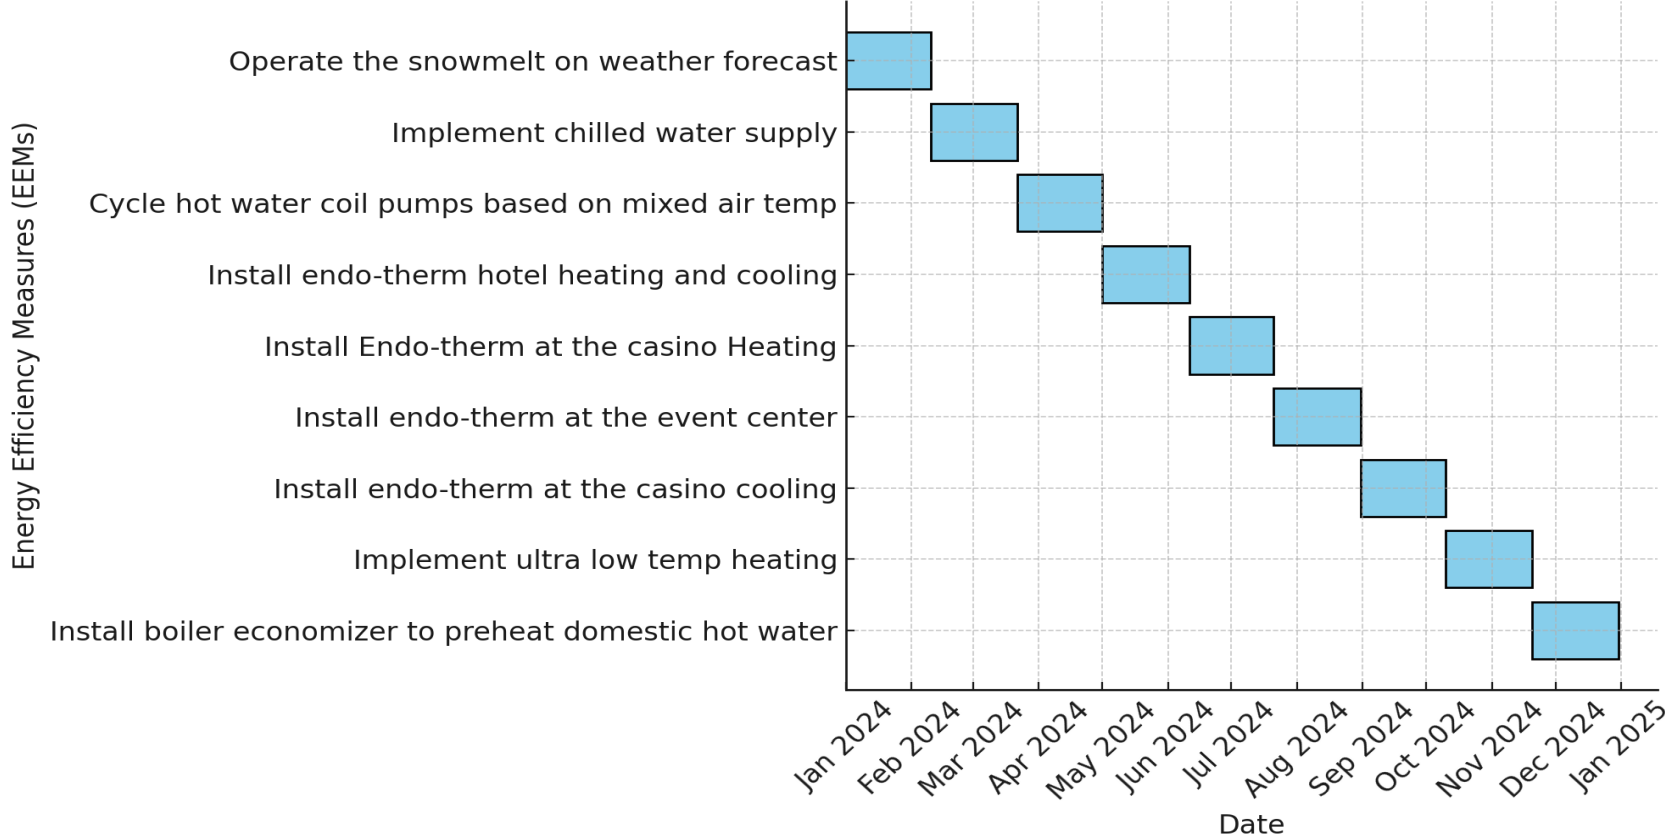 Energy Efficiency Measures (EEMs)
Operate the snowmelt on weather forecast
Implement chilled water supply
Cycle hot water coil pumps based on mixed air temp
Install endo-therm hotel heating and cooling
Install Endo-therm at the casino Heating
Install endo-therm at the event center
Install endo-therm at the casino cooling
Implement ultra low temp heating
Install boiler economizer to preheat domestic hot water
Jan 2024
Feb 2024
Mar 2024
Apr 2024
May 2024
Jun 2024
Jul 2024
Aug 2024
Sep 2024
Oct 2024
Nov 2024
Dec 2024
Jan 2025
Date